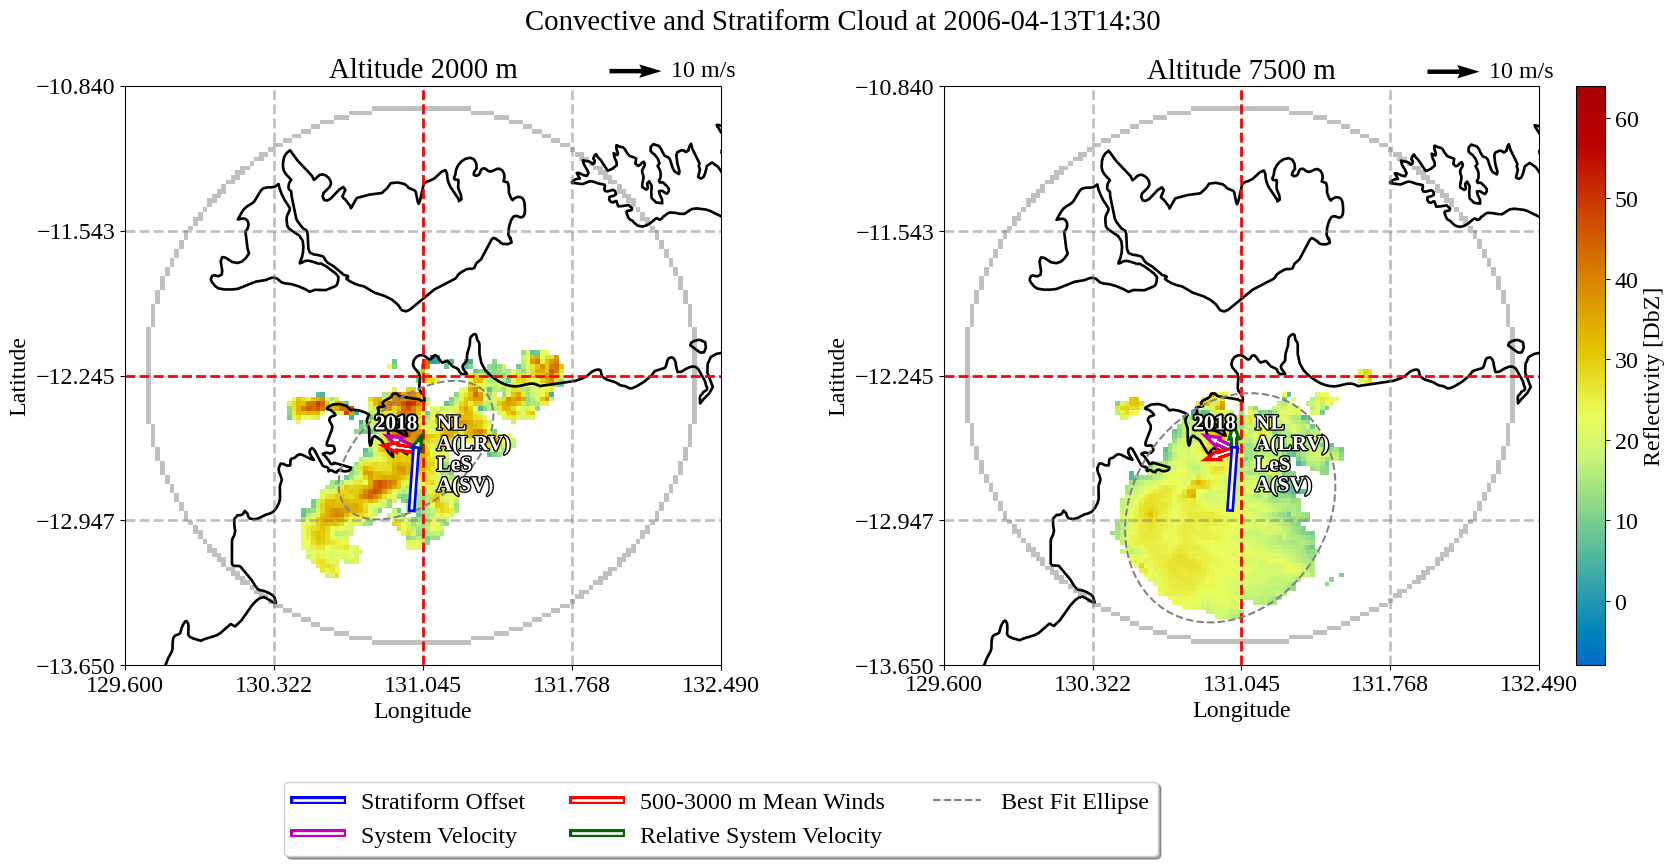 Convective and Stratiform Cloud at 2006-04-13T14:30
Altitude 2000 m
10 m/s
−10.840
−11.543
−12.245
−12.947
−13.650
Latitude
2018
NL
A(LRV)
LeS
A(SV)
129.600
130.322
131.045
131.768
132.490
Longitude
Altitude 7500 m
10 m/s
−10.840
−11.543
−12.245
−12.947
−13.650
Latitude
2018
NL
A(LRV)
LeS
A(SV)
129.600
130.322
131.045
131.768
132.490
Longitude
60
50
40
30
20
10
0
Reflectivity [DbZ]
Stratiform Offset
System Velocity
500-3000 m Mean Winds
Relative System Velocity
Best Fit Ellipse